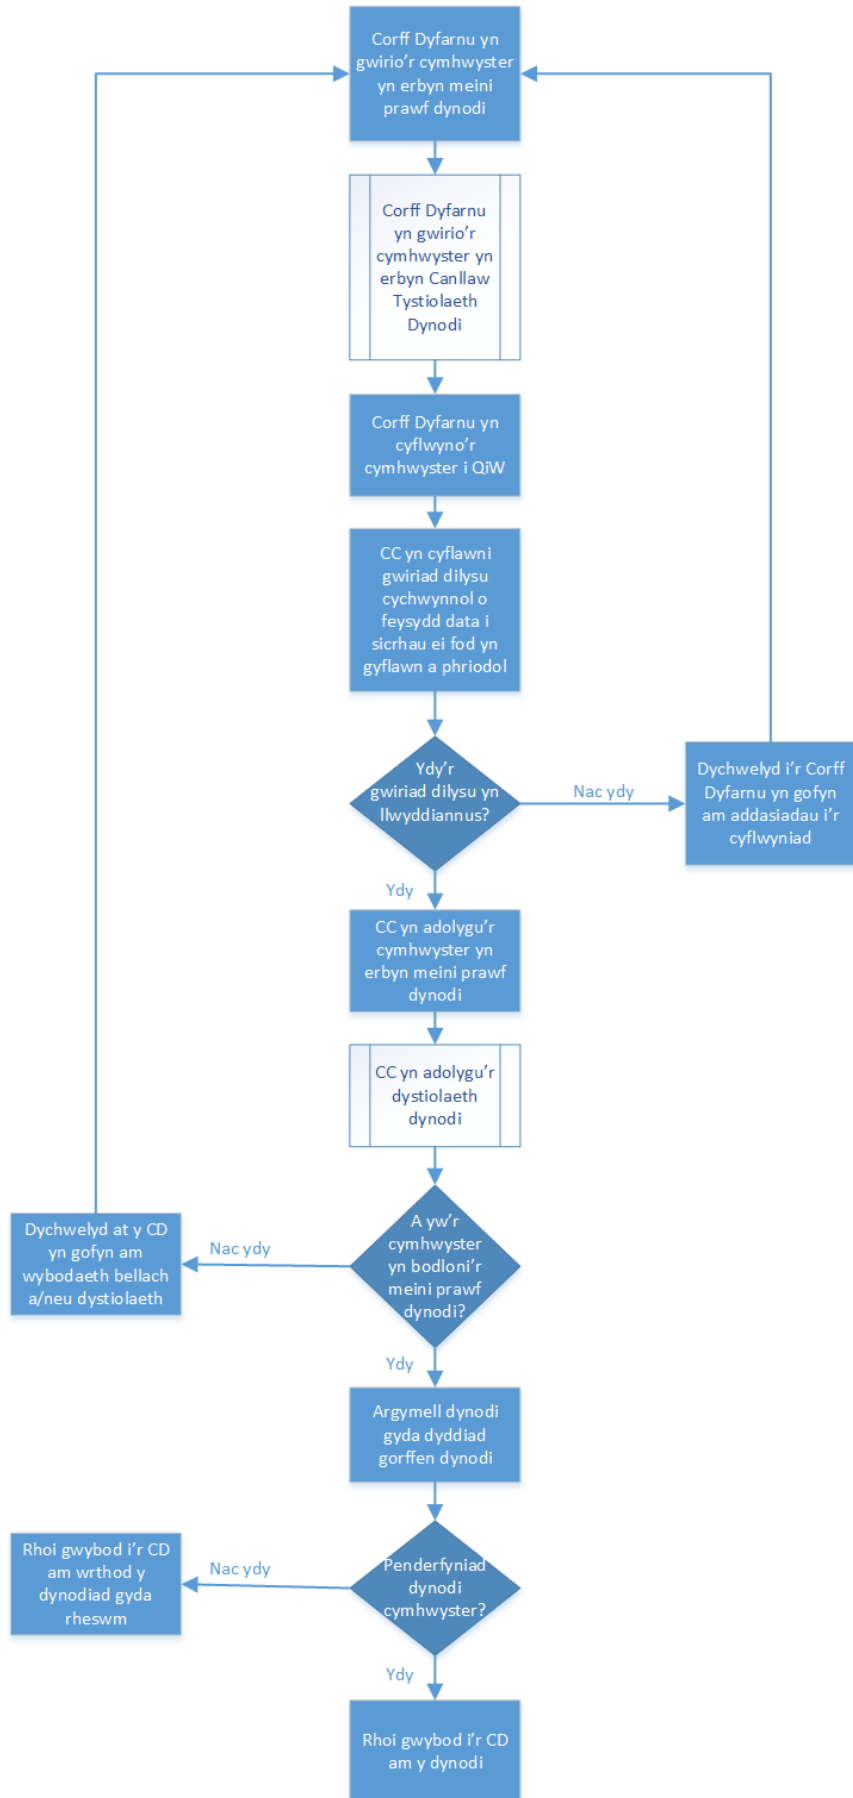 Corff Dyfarnu yn
gwirio'r cymhwyster
yn erbyn meini
prawf dynodi
Corff Dyfarnu
yn gwirio'r
cymhwyster yn
erbyn Canllaw
Tystiolaeth
Dynodi
Corff Dyfarnu yn
cyflwyno'r
cymhwyster i QiW
CC yn cyflawni
gwiriad dilysu
cychwynnol o
feysydd data i
sicrhau ei fod yn
gyflawn a phriodol
Ydy'r
gwiriad dilysu yn
llwyddiannus?
Nac ydy
Dychwelyd i'r Corff
Dyfarnu yn gofyn
am addasiadau i'r
cyflwyniad
Ydy
CC yn adolygu'r
cymhwyster yn
erbyn meini prawf
dynodi
CC yn adolygu'r
dystiolaeth
dynodi
A yw'r
cymhwyster
yn bodloni'r
meini prawf
dynodi?
Nac ydy
Dychwelyd at y CD
yn gofyn am
wybodaeth bellach
a/neu dystiolaeth
Ydy
Argymell dynodi
gyda dyddiad
gorffen dynodi
Penderfyniad
dynodi
cymhwyster?
Nac ydy
Rhoi gwybod i'r CD
am wrthod y
dynodiad gyda
rheswm
Ydy
Rhoi gwybod i'r CD
am y dynodi